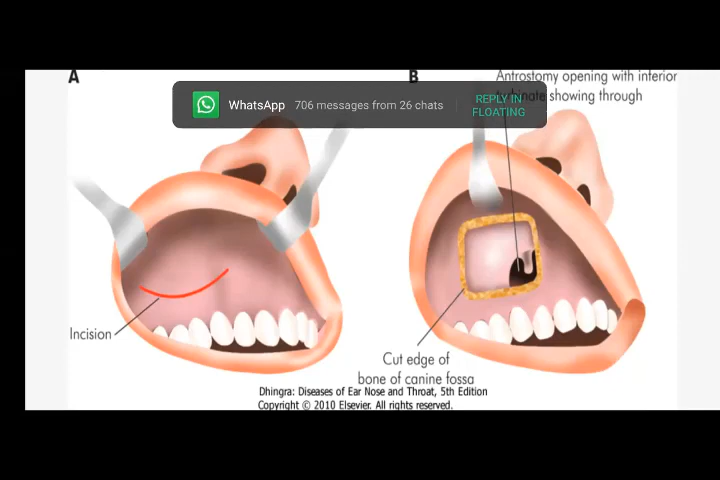 A
B
Antrostomy opening with inferior
turbinate showing through
WhatsApp 706 messages from 26 chats
REPLY IN
FLOATING
Incision
Cut edge of
bone of canine fossa
Dhingra: Diseases of Ear Nose and Throat, 5th Edition
Copyright © 2010 Elsevier. All rights reserved.